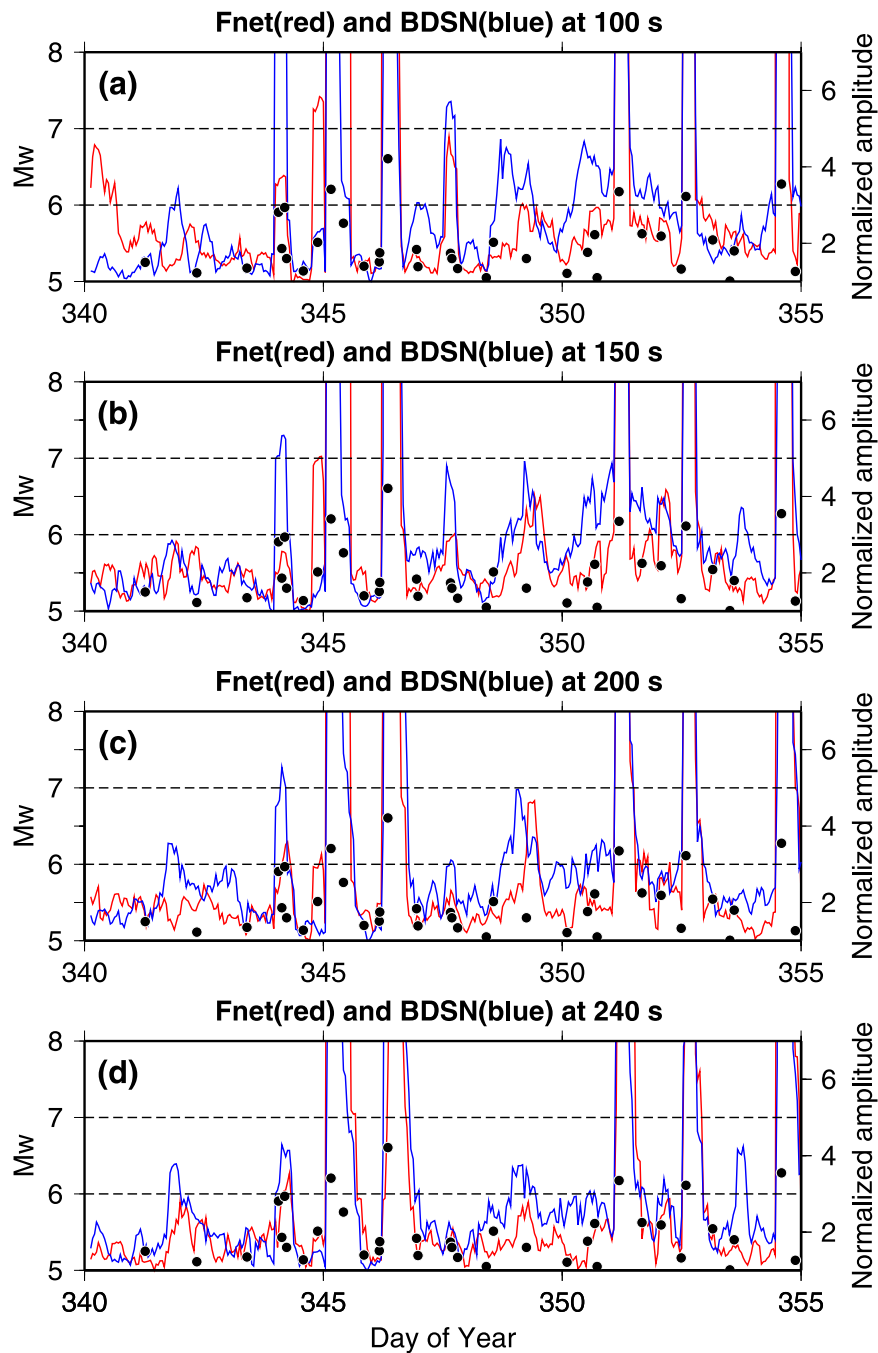 Fnet(red) and BDSN(blue) at 100 s
(a)
8
7
6
5
Mw
6
4
2
Normalized amplitude
340
345
350
355
Fnet(red) and BDSN(blue) at 150 s
(b)
8
7
6
5
Mw
6
4
2
Normalized amplitude
340
345
350
355
Fnet(red) and BDSN(blue) at 200 s
(c)
8
7
6
5
Mw
6
4
2
Normalized amplitude
340
345
350
355
Fnet(red) and BDSN(blue) at 240 s
(d)
8
7
6
5
Mw
6
4
2
Normalized amplitude
340
345
350
355
Day of Year